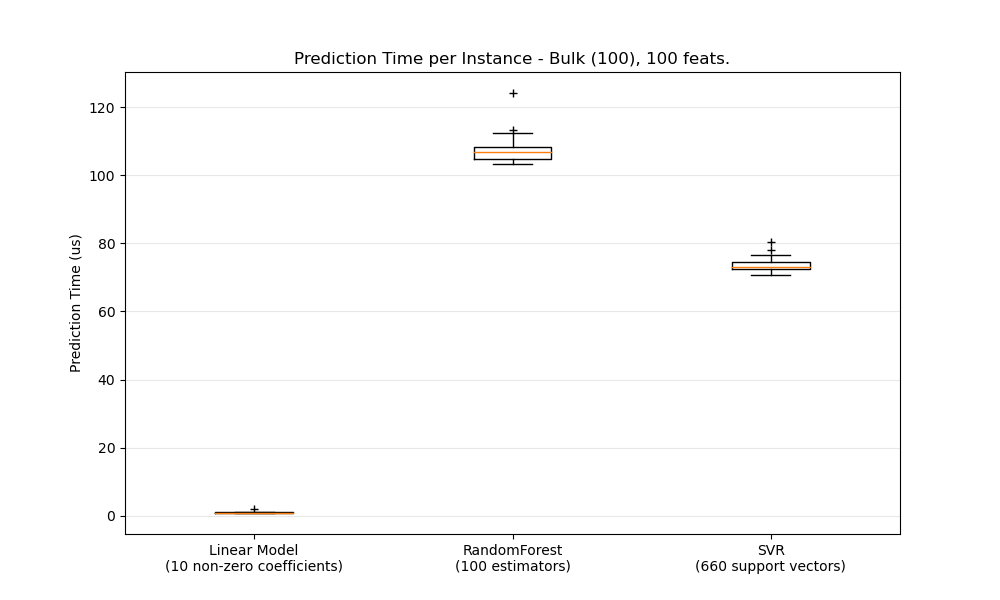 Prediction Time per Instance - Bulk (100), 100 feats.
Prediction Time (us)
120
100
80
60
40
20
0
Linear Model
(10 non-zero coefficients)
RandomForest
(100 estimators)
SVR
(660 support vectors)